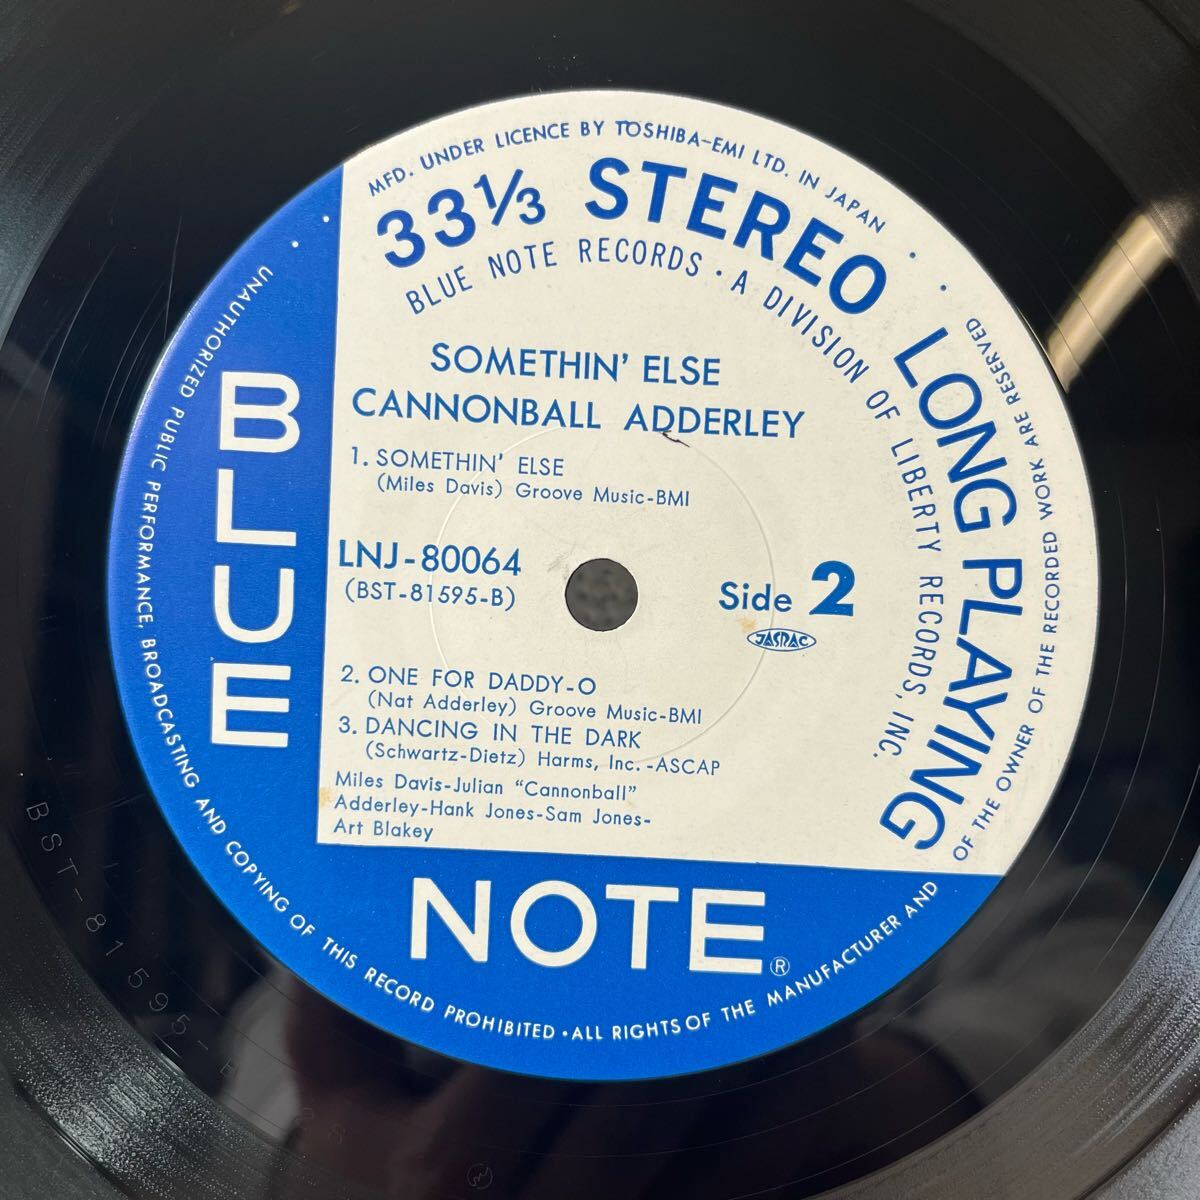 MFD. UNDER LICENCE BY TOSHIBA-EMI LTD. IN JAPAN
33⅓ STEREO LONG PLAYING
BLUE NOTE RECORDS • A DIVISION OF LIBERTY RECORDS, INC.
SOMETHIN' ELSE
CANNONBALL ADDERLEY
1. SOMETHIN' ELSE
(Miles Davis) Groove Music-BMI
LNJ-80064
(BST-81595-B)
Side 2
JASRAC
2. ONE FOR DADDY-O
(Nat Adderley) Groove Music-BMI
3. DANCING IN THE DARK
(Schwartz-Dietz) Harms, Inc.-ASCAP
Miles Davis-Julian “Cannonball”
Adderley-Hank Jones-Sam Jones-
Art Blakey
BLUE
NOTE®
UNAUTHORIZED PUBLIC PERFORMANCE, BROADCASTING AND COPYING OF THIS RECORD PROHIBITED • ALL RIGHTS OF THE MANUFACTURER AND OF THE OWNER OF THE RECORDED WORK ARE RESERVED
BST-81595-